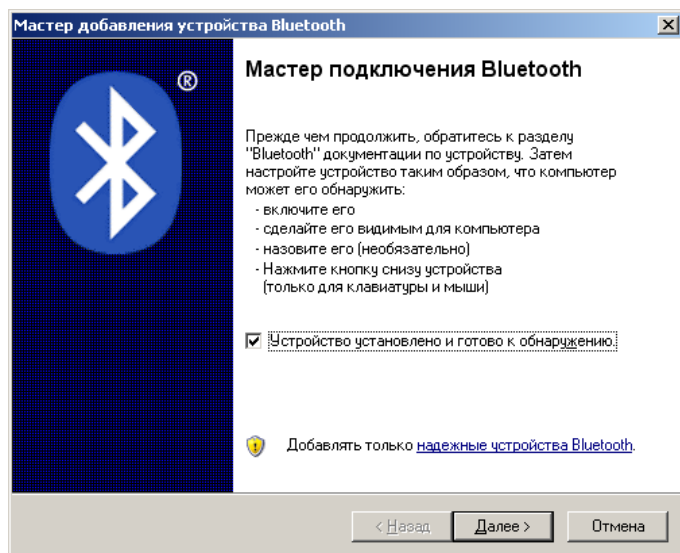 Мастер добавления устройства Bluetooth
®
Мастер подключения Bluetooth
Прежде чем продолжить, обратитесь к разделу
"Bluetooth" документации по устройству. Затем
настройте устройство таким образом, что компьютер
может его обнаружить:
- включите его
- сделайте его видимым для компьютера
- назовите его (необязательно)
- Нажмите кнопку снизу устройства
(только для клавиатуры и мыши)
Устройство установлено и готово к обнаружению.
Добавлять только надежные устройства Bluetooth.
< Назад Далее > Отмена